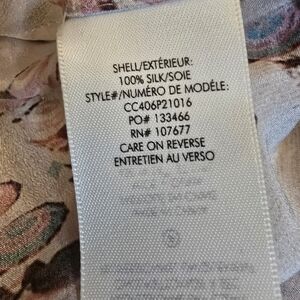 SHELL/EXTÉRIEUR:
100% SILK/SOIE
STYLE#/NUMÉRO DE MODÈLE:
CC406P21016
PO# 133466
RN# 107677
CARE ON REVERSE
ENTRETIEN AU VERSO